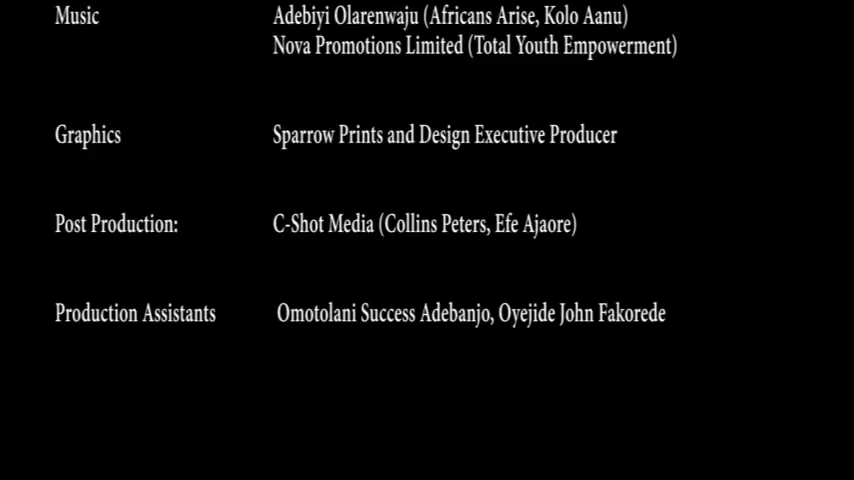 Music Adebiyi Olarenwaju (Africans Arise, Kolo Aanu)
Nova Promotions Limited (Total Youth Empowerment)
Graphics Sparrow Prints and Design Executive Producer
Post Production: C-Shot Media (Collins Peters, Efe Ajaore)
Production Assistants Omotolani Success Adebanjo, Oyejide John Fakorede